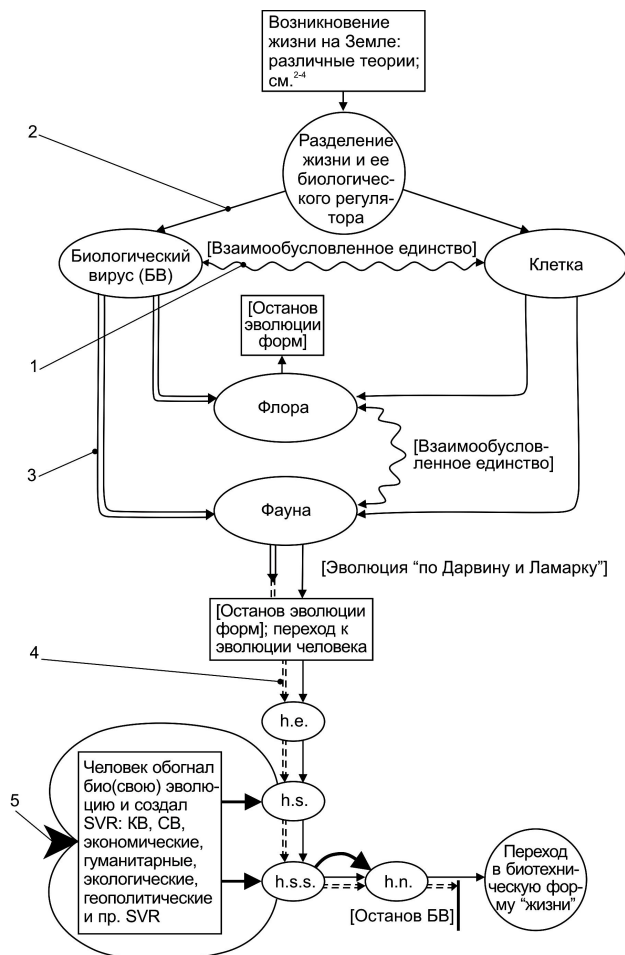 Возникновение
жизни на Земле:
различные теории;
см.²⁻⁴
2
Разделение
жизни и ее
биологичес-
кого регуля-
тора
Биологический
вирус (БВ)
[Взаимообусловленное единство]
Клетка
1
[Останов
эволюции
форм]
Флора
[Взаимообуслов-
ленное единство]
3
Фауна
[Эволюция “по Дарвину и Ламарку”]
[Останов эволюции
форм]; переход к
эволюции человека
4
h.e.
5
Человек обогнал
био(свою) эволю-
цию и создал
SVR: КВ, СВ,
экономические,
гуманитарные,
экологические,
геополитические
и пр. SVR
h.s.
h.s.s.
h.n.
[Останов БВ]
Переход
в биотехни-
ческую фор-
му “жизни”